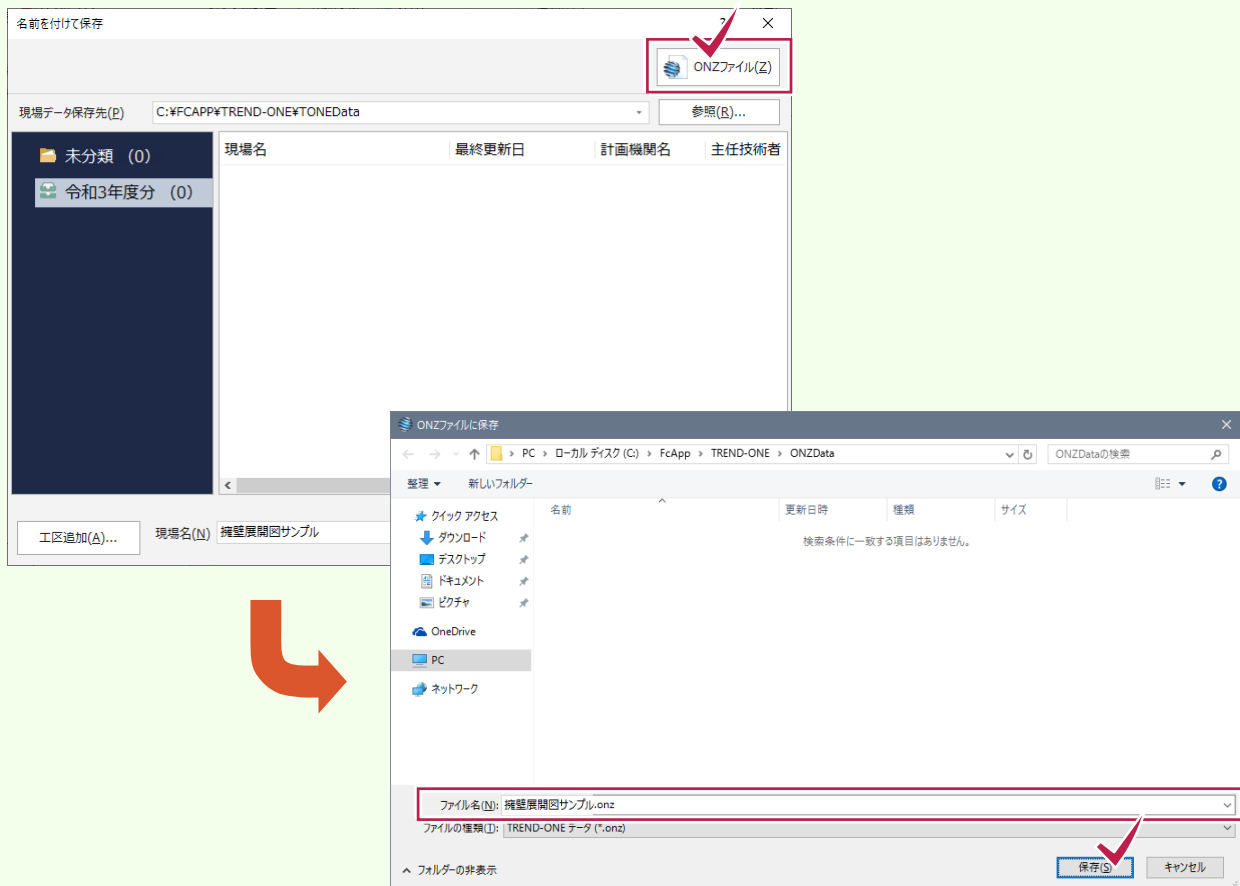 名前を付けて保存
?
ONZファイル(Z)
現場データ保存先(P)
C:¥FCAPP¥TREND-ONE¥TONEData
参照(R)...
未分類 (0)
令和3年度分 (0)
現場名 最終更新日 計画機関名 主任技術者
工区追加(A)...
現場名(N) 擁壁展開図サンプル
ONZファイルに保存
PC › ローカル ディスク (C:) › FcApp › TREND-ONE › ONZData
ONZDataの検索
整理 新しいフォルダー
クイック アクセス
ダウンロード
デスクトップ
ドキュメント
ピクチャ
OneDrive
PC
ネットワーク
名前 更新日時 種類 サイズ
検索条件に一致する項目はありません。
ファイル名(N): 擁壁展開図サンプル.onz
ファイルの種類(T): TREND-ONE データ (*.onz)
フォルダーの非表示
保存(S)
キャンセル